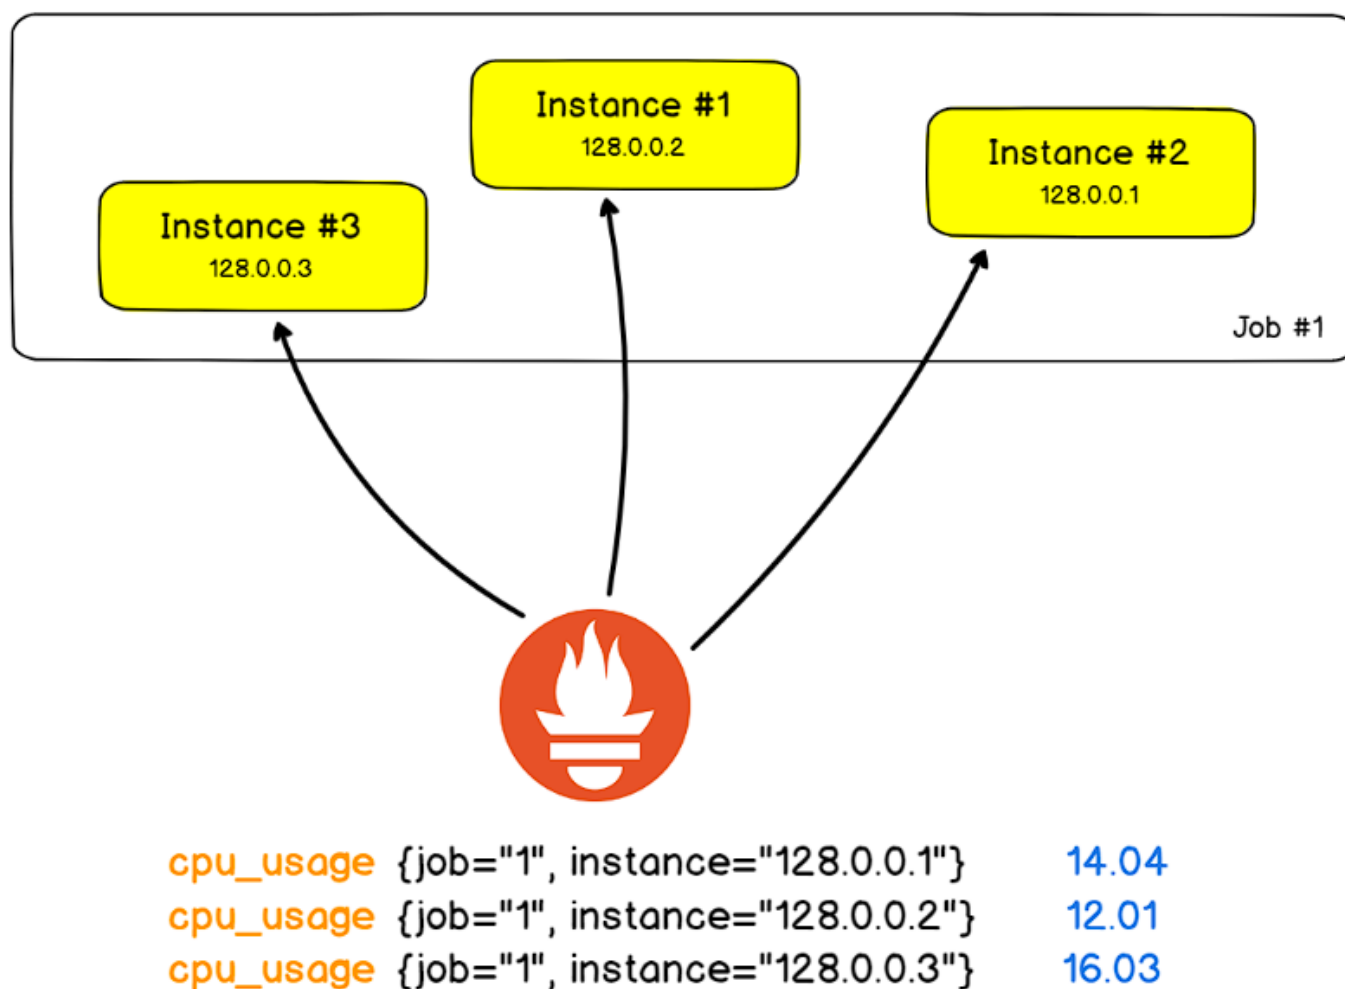 Instance #1
128.0.0.2
Instance #2
128.0.0.1
Instance #3
128.0.0.3
Job #1
cpu_usage {job="1", instance="128.0.0.1"} 14.04
cpu_usage {job="1", instance="128.0.0.2"} 12.01
cpu_usage {job="1", instance="128.0.0.3"} 16.03